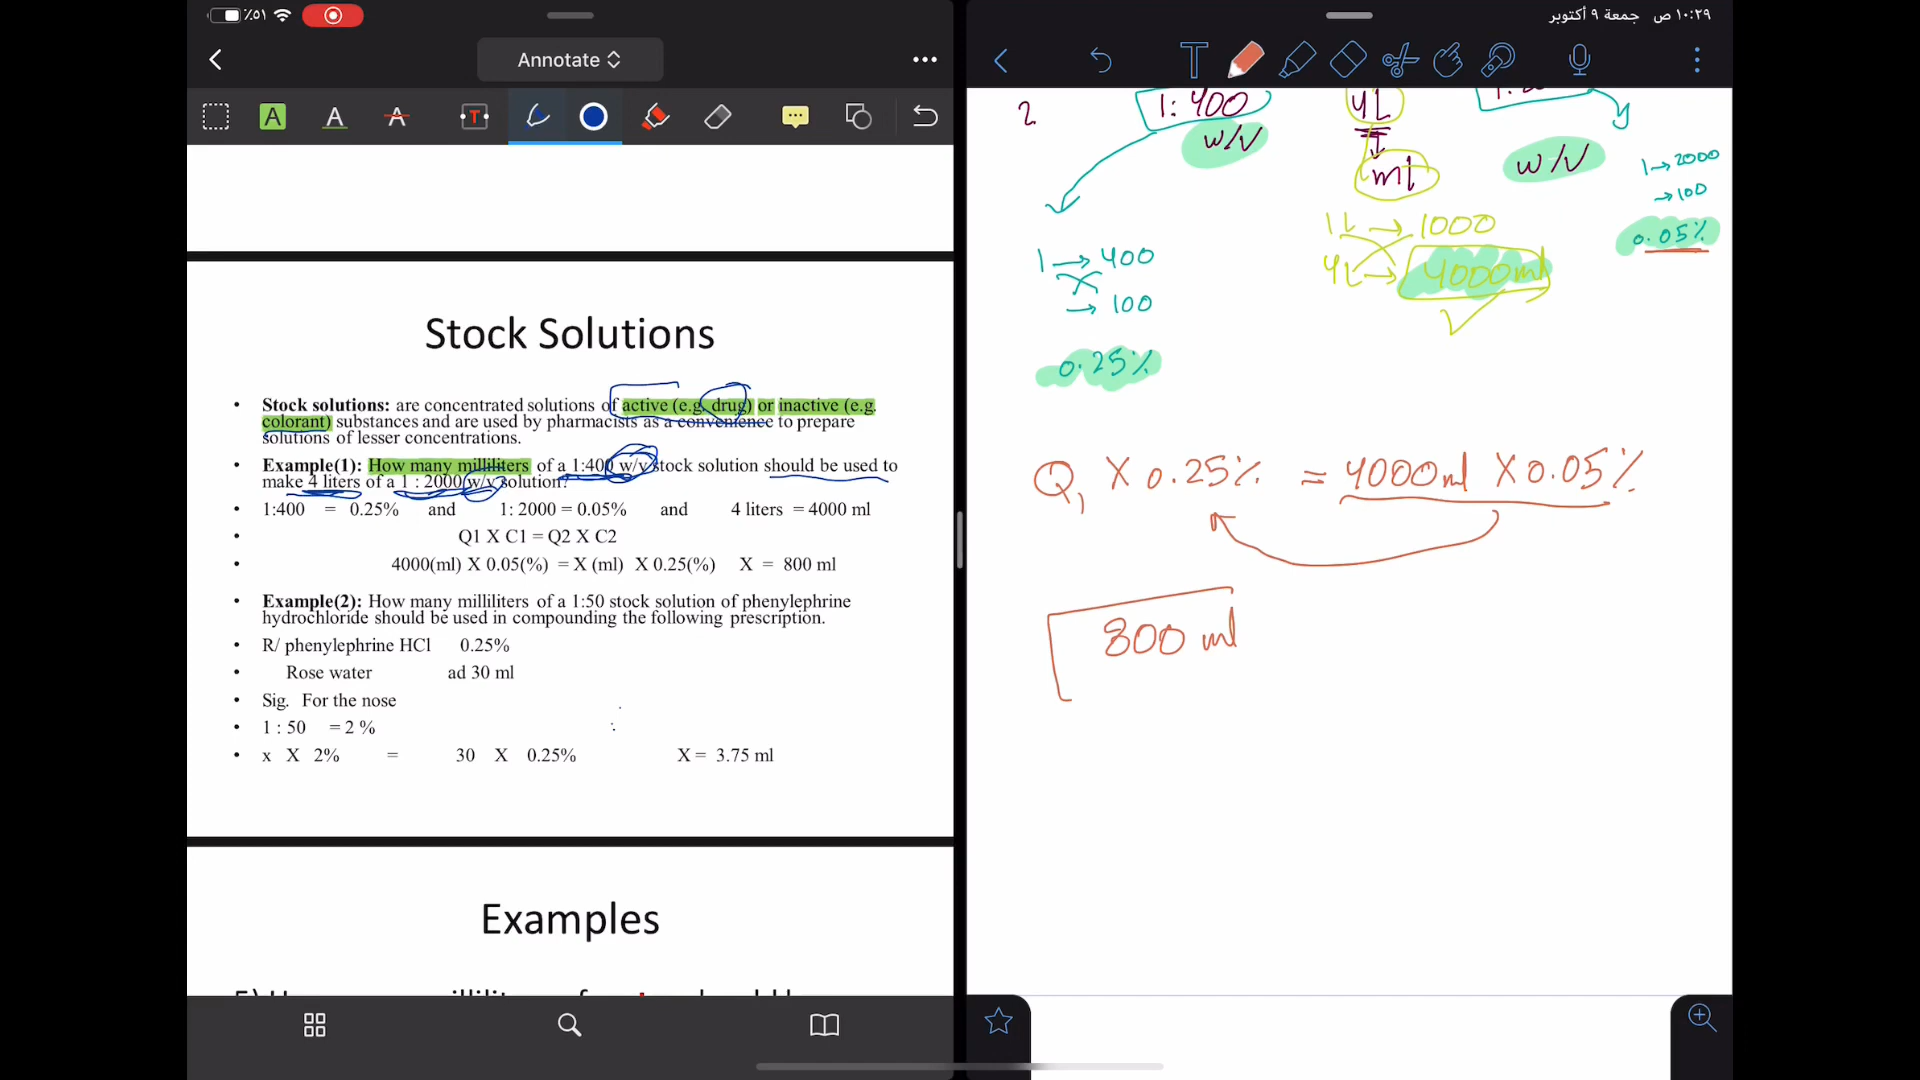 ٪٥١
١٠:٢٩ ص جمعة ٩ أكتوبر
Annotate
A A A T
T
Stock Solutions
• Stock solutions: are concentrated solutions of active (e.g. drug) or inactive (e.g.
colorant) substances and are used by pharmacists as a convenience to prepare
solutions of lesser concentrations.
• Example(1): How many milliliters of a 1:400 w/v stock solution should be used to
make 4 liters of a 1 : 2000 w/v solution?
• 1:400 = 0.25% and 1: 2000 = 0.05% and 4 liters = 4000 ml
• Q1 X C1 = Q2 X C2
• 4000(ml) X 0.05(%) = X (ml) X 0.25(%) X = 800 ml
• Example(2): How many milliliters of a 1:50 stock solution of phenylephrine
hydrochloride should be used in compounding the following prescription.
• R/ phenylephrine HCl 0.25%
• Rose water ad 30 ml
• Sig. For the nose
• 1 : 50 = 2 %
• x X 2% = 30 X 0.25% X = 3.75 ml
Examples
2 1:400 4L
w/v ml w/v
1→2000
→100
0.05%
1L → 1000
4L → 4000ml
1 → 400
→ 100
0.25%
Q1 X 0.25% = 4000ml X 0.05%
800 ml